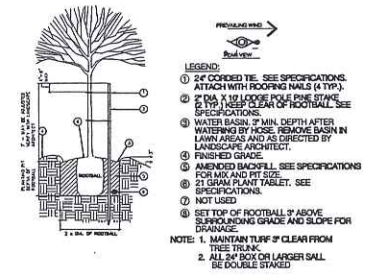 PREVAILING WIND
PLAN VIEW
LEGEND:
① 24" CORDED TIE. SEE SPECIFICATIONS.
ATTACH WITH ROOFING NAILS (4 TYP.).
② 2" DIA. X 10' LODGE POLE PINE STAKE
(2 TYP.) KEEP CLEAR OF ROOTBALL. SEE
SPECIFICATIONS.
③ WATER BASIN. 3" MIN. DEPTH AFTER
WATERING BY HOSE. REMOVE BASIN IN
LAWN AREAS AND AS DIRECTED BY
LANDSCAPE ARCHITECT.
④ FINISHED GRADE.
⑤ AMENDED BACKFILL. SEE SPECIFICATIONS
FOR MIX AND PIT SIZE.
⑥ 21 GRAM PLANT TABLET. SEE
SPECIFICATIONS.
⑦ NOT USED
⑧ SET TOP OF ROOTBALL 3" ABOVE
SURROUNDING GRADE AND SLOPE FOR
DRAINAGE.
NOTE: 1. MAINTAIN TURF 3" CLEAR FROM
TREE TRUNK.
2. ALL 24" BOX OR LARGER SALL
BE DOUBLE STAKED
ROOTBALL
2 x DIA. OF ROOTBALL